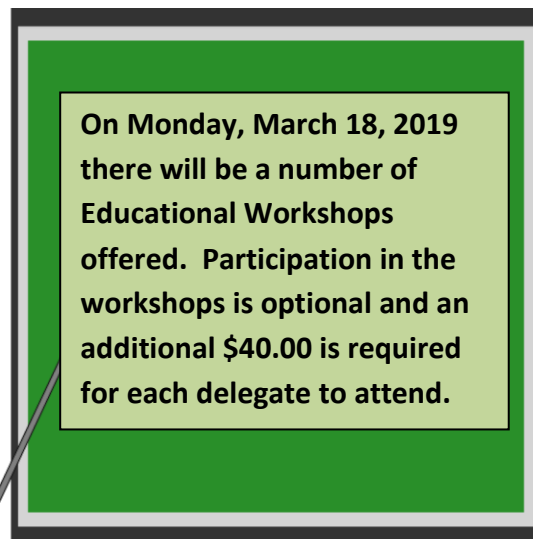 On Monday, March 18, 2019
there will be a number of
Educational Workshops
offered.  Participation in the
workshops is optional and an
additional $40.00 is required
for each delegate to attend.